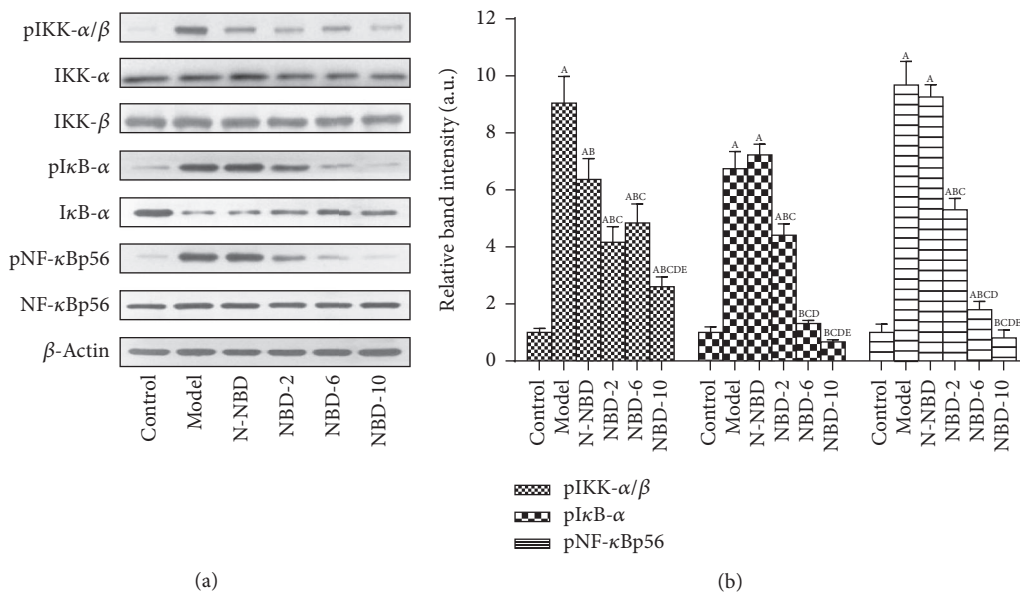 pIKK-α/β
IKK-α
IKK-β
pIκB-α
IκB-α
pNF-κBp56
NF-κBp56
β-Actin
Control
Model
N-NBD
NBD-2
NBD-6
NBD-10
(a)
Relative band intensity (a.u.)
12
10
8
6
4
2
0
A
AB
ABC
ABC
ABCDE
A
A
ABC
BCD
BCDE
A
A
ABC
ABCD
BCDE
Control
Model
N-NBD
NBD-2
NBD-6
NBD-10
Control
Model
N-NBD
NBD-2
NBD-6
NBD-10
Control
Model
N-NBD
NBD-2
NBD-6
NBD-10
pIKK-α/β
pIκB-α
pNF-κBp56
(b)